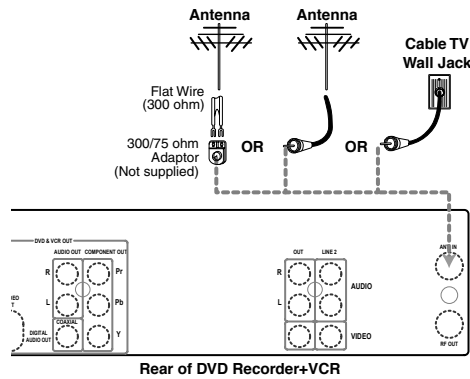 Antenna
Antenna
Cable TV
Wall Jack
Flat Wire
(300 ohm)
300/75 ohm
Adaptor
(Not supplied)
OR
OR
DVD & VCR OUT
AUDIO OUT
COMPONENT OUT
OUT
LINE 2
R
Pr
R
AUDIO
L
Pb
L
COAXIAL
DIGITAL
AUDIO OUT
Y
VIDEO
RF OUT
Rear of DVD Recorder+VCR